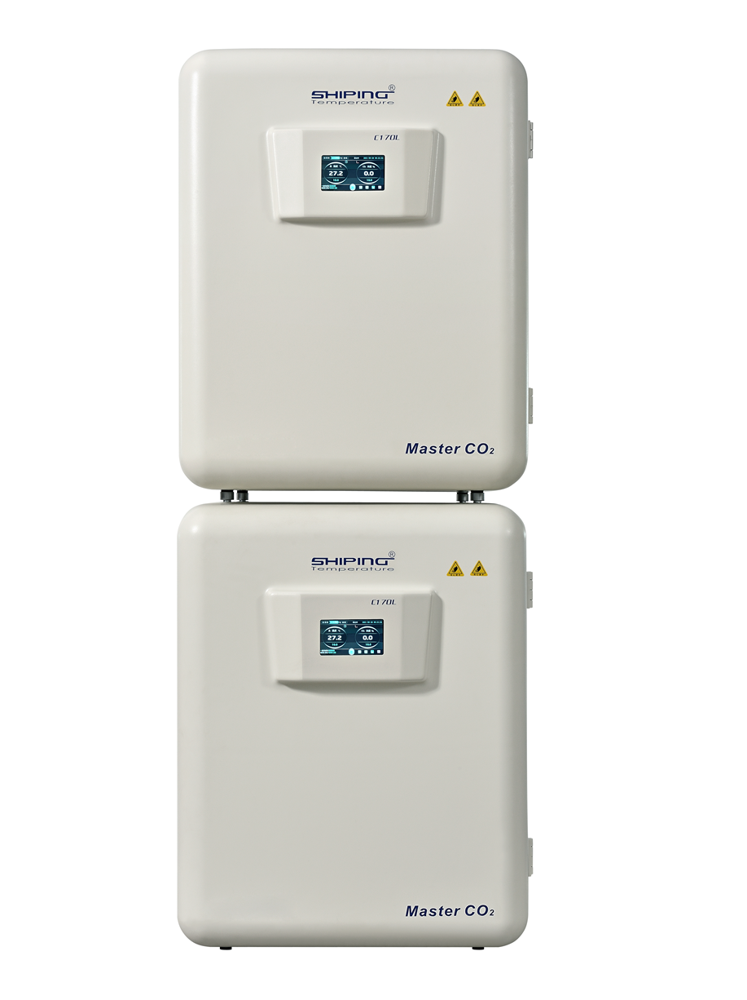 SHIPING®
Temperature
C170L
27.2
0.0
Master CO₂
SHIPING®
Temperature
C170L
27.2
0.0
Master CO₂